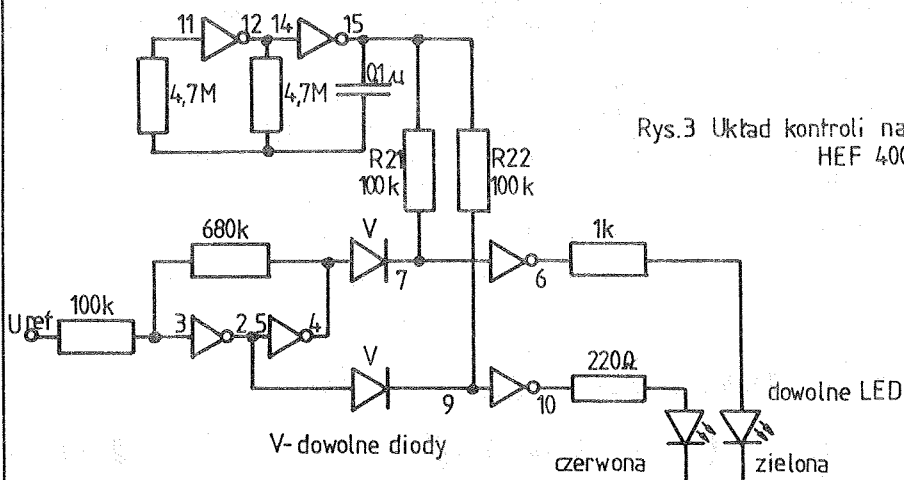 11
12
14
15
4,7M
4,7M
0,1µ
Rys.3 Układ kontroli na
HEF 400
R21
100k
R22
100k
680k
V
1k
7
6
100k
Uref
3
2
5
4
V
220Ω
9
10
dowolne LED
V- dowolne diody
czerwona
zielona